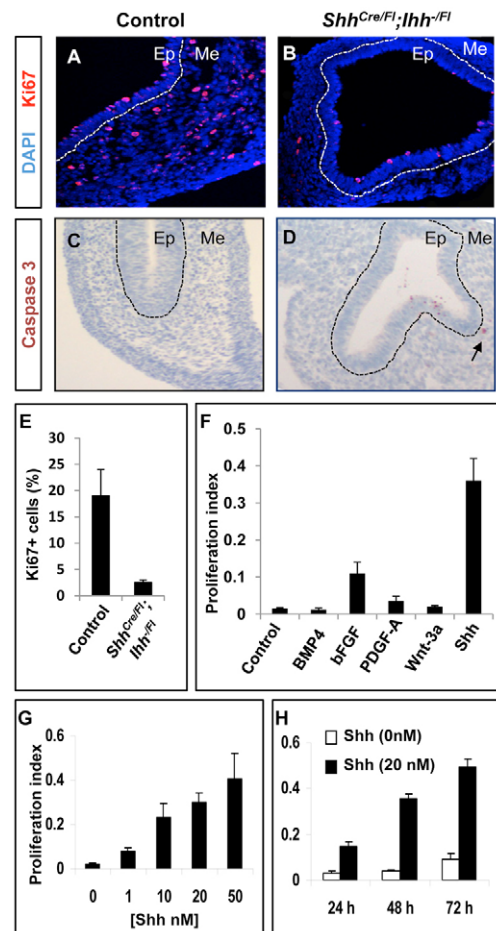 Control
Shh^Cre/Fl;Ihh^-/Fl
DAPI Ki67
A
Ep
Me
B
Ep
Me
Caspase 3
C
Ep
Me
D
Ep
Me
E
Ki67+ cells (%)
30
25
20
15
10
5
0
Control
Shh^Cre/Fl;
Ihh^-/Fl
F
Proliferation index
0.5
0.4
0.3
0.2
0.1
0
Control
BMP4
bFGF
PDGF-A
Wnt-3a
Shh
G
Proliferation index
0.6
0.4
0.2
0
0 1 10 20 50
[Shh nM]
H
Shh (0nM)
Shh (20 nM)
0.6
0.2
0
24 h 48 h 72 h